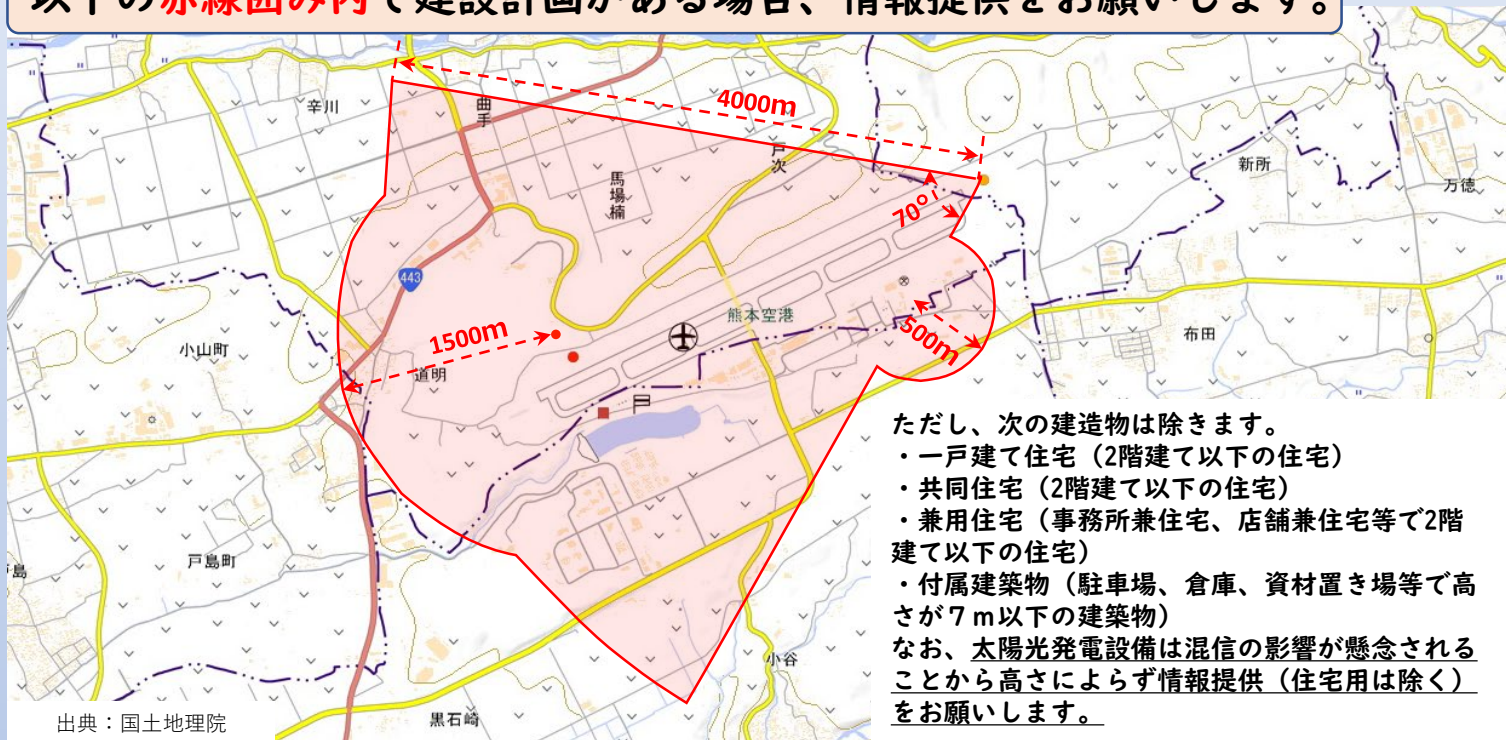 以下の赤線囲み内で建設計画がある場合、情報提供をお願いします。
4000m
辛川
曲手
戸次
馬場楠
新所
万徳
70°
443
熊本空港
1500m
500m
小山町
道明
布田
ただし、次の建造物は除きます。
・一戸建て住宅（2階建て以下の住宅）
・共同住宅（2階建て以下の住宅）
・兼用住宅（事務所兼住宅、店舗兼住宅等で2階
建て以下の住宅）
・付属建築物（駐車場、倉庫、資材置き場等で高
さが７ｍ以下の建築物）
なお、太陽光発電設備は混信の影響が懸念される
ことから高さによらず情報提供（住宅用は除く）
をお願いします。
戸島町
島
小谷
黒石崎
出典：国土地理院